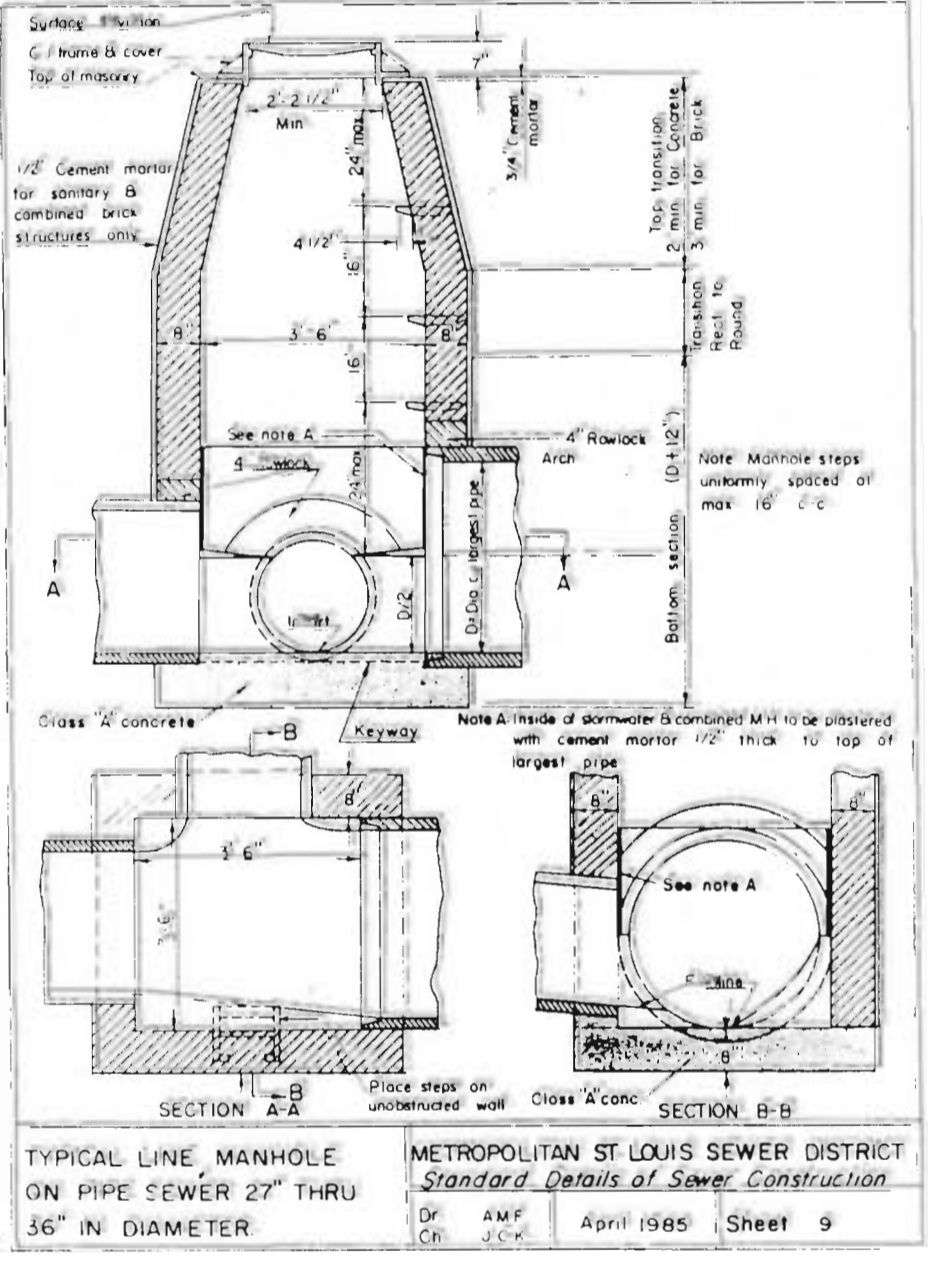 Surface
C I frame & cover
Top of masonry
7"
2'-2 1/2"
Min
3/4" Cement
mortar
Top transition
2' min. for Concrete
3' min. for Brick
24" max
1/2" Cement mortar
for sanitary &
combined brick
structures only
4 1/2"
16"
Transition
Rect. to
Round
8"
3'-6"
8"
16"
See note A
4" Rowlock
Arch
4" Rowlock
24" max
Note Manhole steps
uniformly spaced at
max 16" c-c
Bottom section (D+12")
D=Dia. largest pipe
A
A
D/2
Invert
Class "A" concrete
Keyway
Note A: Inside of stormwater & combined M H to be plastered
with cement mortor 1/2" thick to top of
largest pipe
B
8"
8"
8"
3'-6"
See note A
3'-6"
8"
B
SECTION A-A
Place steps on
unobstructed wall
Class "A" conc.
SECTION B-B
TYPICAL LINE MANHOLE
ON PIPE SEWER 27" THRU
36" IN DIAMETER
METROPOLITAN ST LOUIS SEWER DISTRICT
Standard Details of Sewer Construction
Dr. AMF
Ch. JCK
April 1985
Sheet 9